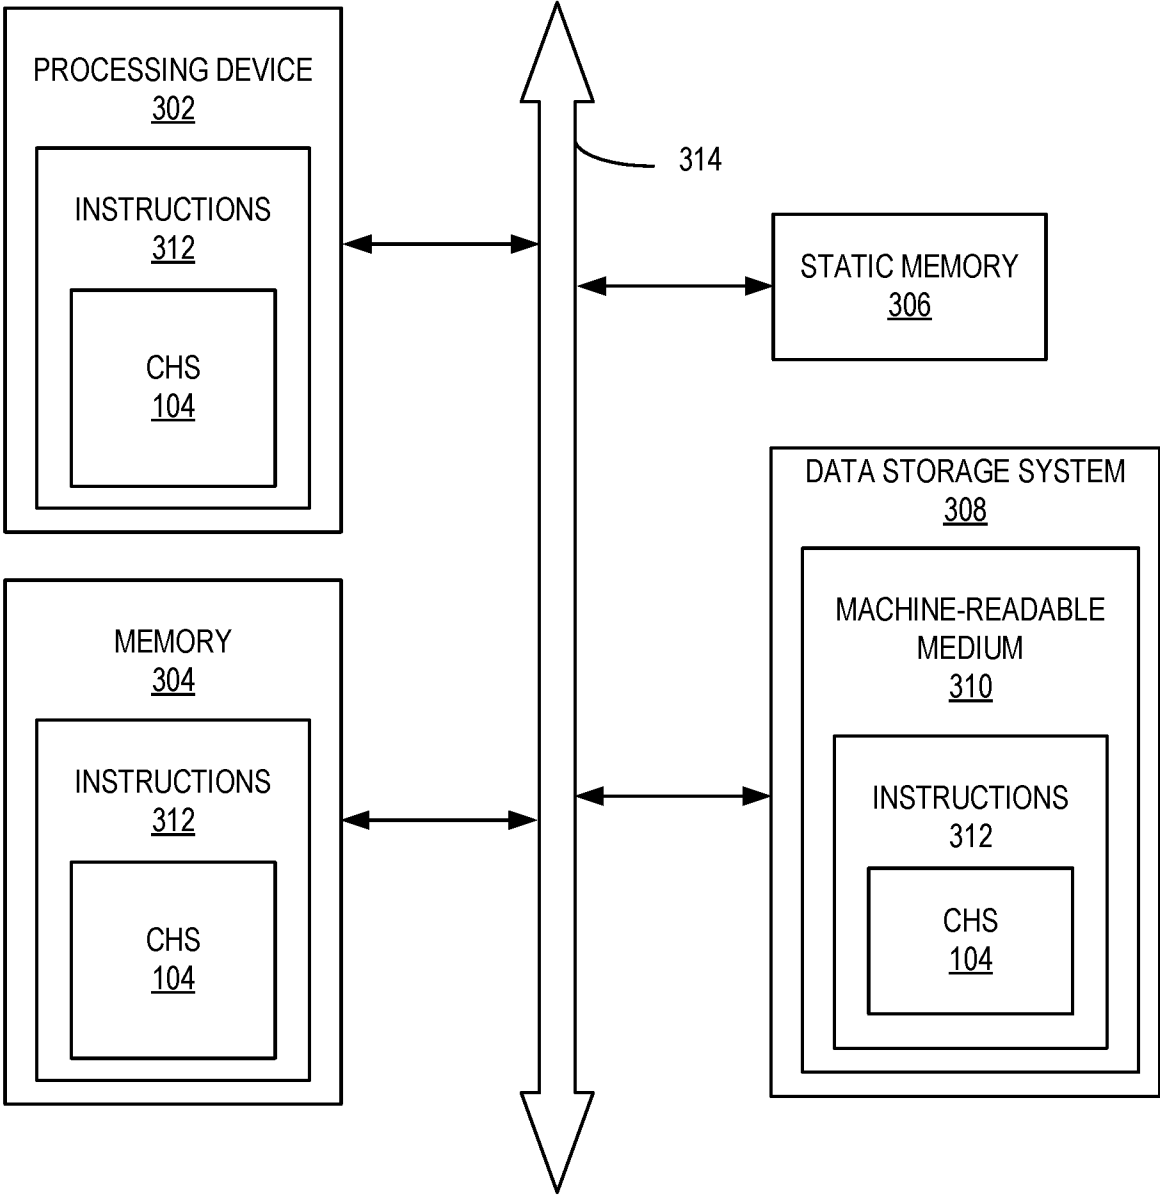 PROCESSING DEVICE
302
INSTRUCTIONS
312
CHS
104
MEMORY
304
INSTRUCTIONS
312
CHS
104
314
STATIC MEMORY
306
DATA STORAGE SYSTEM
308
MACHINE-READABLE
MEDIUM
310
INSTRUCTIONS
312
CHS
104